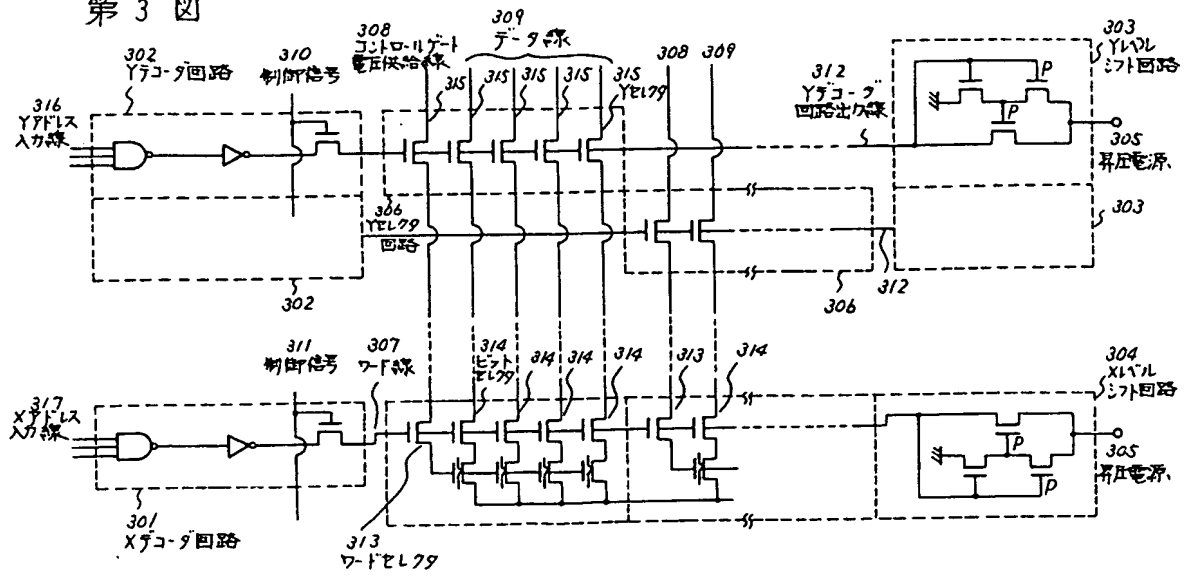 第 3 図
302
Yデコーダ回路
310
制御信号
308
コントロールゲート
電圧供給線
309
データ線
308
309
303
Yレベル
シフト回路
316
Yアドレス
入力線
315
315
315
315
315
Yセレクタ
312
Yデコーダ
回路出力線
P
P
305
昇圧電源
306
Yセレクタ
回路
303
302
306
312
311
制御信号
307
ワード線
314
ビット
セレクタ
314
314
314
313
314
304
Xレベル
シフト回路
317
Xアドレス
入力線
P
P
305
昇圧電源
301
Xデコーダ回路
313
ワードセレクタ